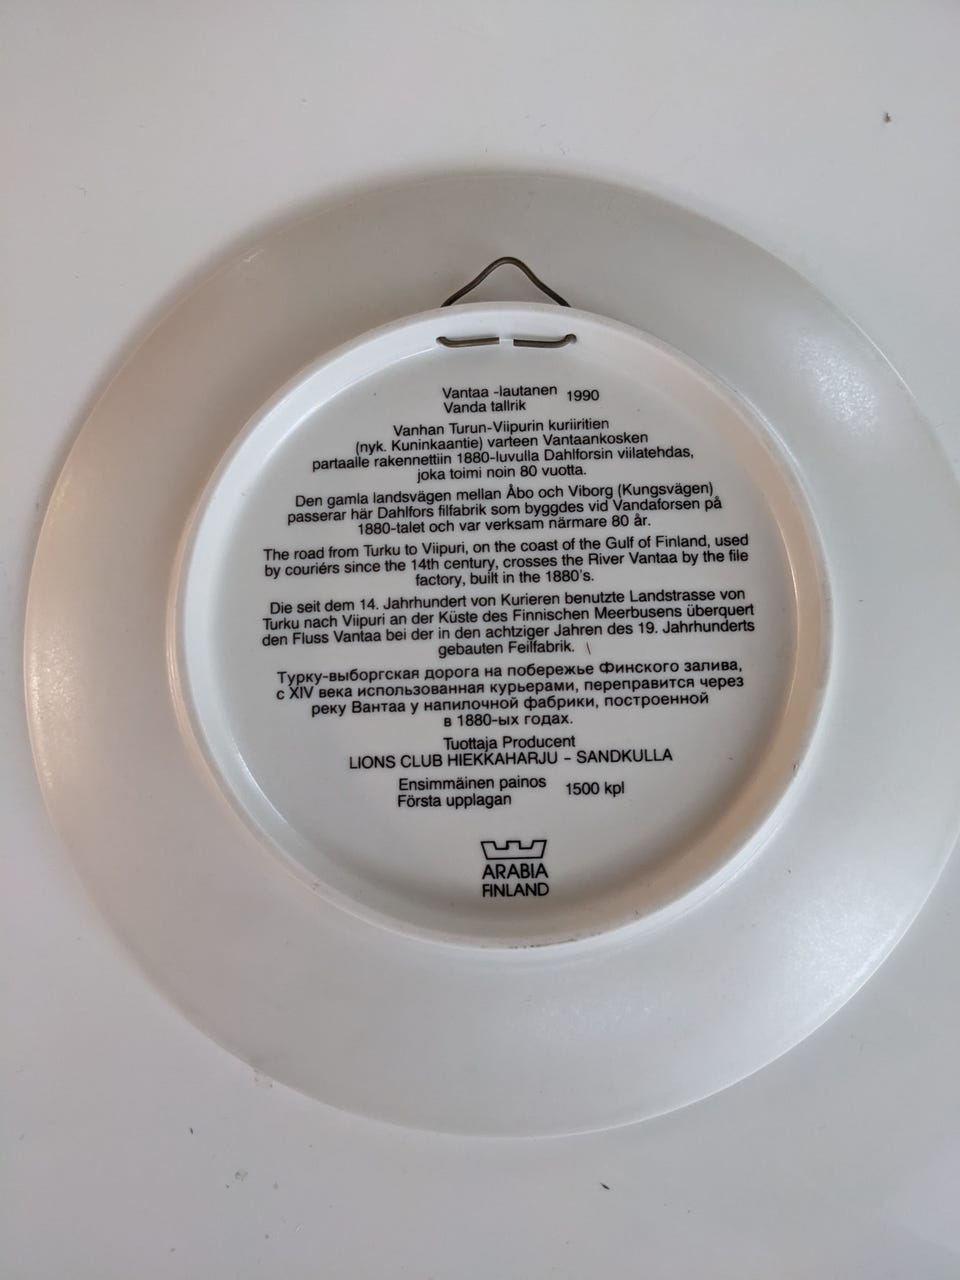 Vantaa -lautanen 1990
Vanda tallrik
Vanhan Turun-Viipurin kuriiritien
(nyk. Kuninkaantie) varteen Vantaankosken
partaalle rakennettiin 1880-luvulla Dahlforsin viilatehdas,
joka toimi noin 80 vuotta.
Den gamla landsvägen mellan Åbo och Viborg (Kungsvägen)
passerar här Dahlfors filfabrik som byggdes vid Vandaforsen på
1880-talet och var verksam närmare 80 år.
The road from Turku to Viipuri, on the coast of the Gulf of Finland, used
by couriérs since the 14th century, crosses the River Vantaa by the file
factory, built in the 1880's.
Die seit dem 14. Jahrhundert von Kurieren benutzte Landstrasse von
Turku nach Viipuri an der Küste des Finnischen Meerbusens überquert
den Fluss Vantaa bei der in den achtziger Jahren des 19. Jahrhunderts
gebauten Feilfabrik.
Турку-выборгская дорога на побережье Финского залива,
с XIV века использованная курьерами, переправится через
реку Вантаа у напилочной фабрики, построенной
в 1880-ых годах.
Tuottaja Producent
LIONS CLUB HIEKKAHARJU – SANDKULLA
Ensimmäinen painos 1500 kpl
Första upplagan
ARABIA
FINLAND